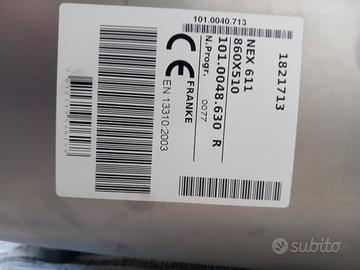 101.0040.713
1821713
NEX 611
860X510
101.0048.630 R
N.Progr. 0077
CE
FRANKE
EN 13310:2003
subito